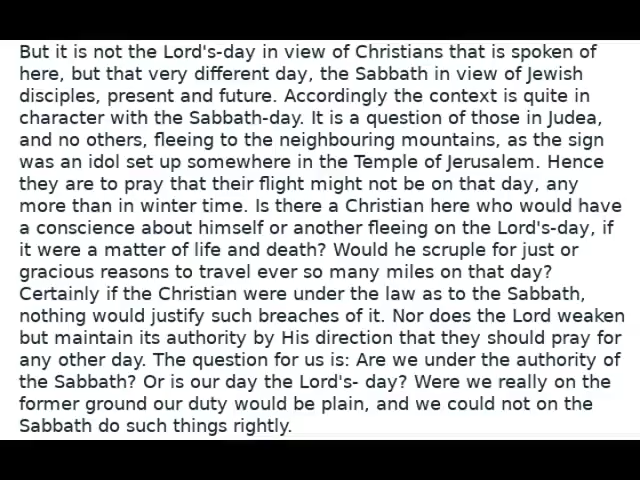 But it is not the Lord's-day in view of Christians that is spoken of
here, but that very different day, the Sabbath in view of Jewish
disciples, present and future. Accordingly the context is quite in
character with the Sabbath-day. It is a question of those in Judea,
and no others, fleeing to the neighbouring mountains, as the sign
was an idol set up somewhere in the Temple of Jerusalem. Hence
they are to pray that their flight might not be on that day, any
more than in winter time. Is there a Christian here who would have
a conscience about himself or another fleeing on the Lord's-day, if
it were a matter of life and death? Would he scruple for just or
gracious reasons to travel ever so many miles on that day?
Certainly if the Christian were under the law as to the Sabbath,
nothing would justify such breaches of it. Nor does the Lord weaken
but maintain its authority by His direction that they should pray for
any other day. The question for us is: Are we under the authority of
the Sabbath? Or is our day the Lord's- day? Were we really on the
former ground our duty would be plain, and we could not on the
Sabbath do such things rightly.